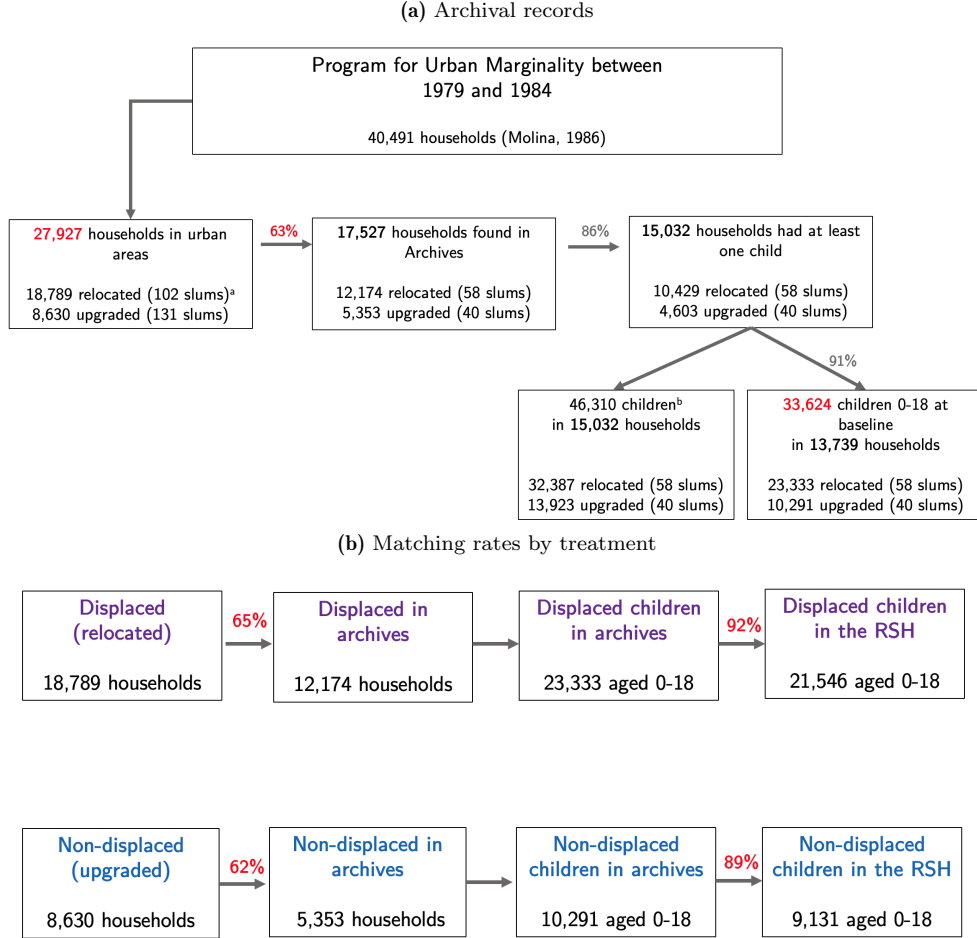 (a) Archival records
Program for Urban Marginality between
1979 and 1984
40,491 households (Molina, 1986)
27,927 households in urban
areas
18,789 relocated (102 slums)ᵃ
8,630 upgraded (131 slums)
63%
17,527 households found in
Archives
12,174 relocated (58 slums)
5,353 upgraded (40 slums)
86%
15,032 households had at least
one child
10,429 relocated (58 slums)
4,603 upgraded (40 slums)
91%
46,310 childrenᵇ
in 15,032 households
32,387 relocated (58 slums)
13,923 upgraded (40 slums)
33,624 children 0-18 at
baseline
in 13,739 households
23,333 relocated (58 slums)
10,291 upgraded (40 slums)
(b) Matching rates by treatment
Displaced
(relocated)
18,789 households
65%
Displaced in
archives
12,174 households
Displaced children
in archives
23,333 aged 0-18
92%
Displaced children
in the RSH
21,546 aged 0-18
Non-displaced
(upgraded)
8,630 households
62%
Non-displaced in
archives
5,353 households
Non-displaced
children in archives
10,291 aged 0-18
89%
Non-displaced
children in the RSH
9,131 aged 0-18